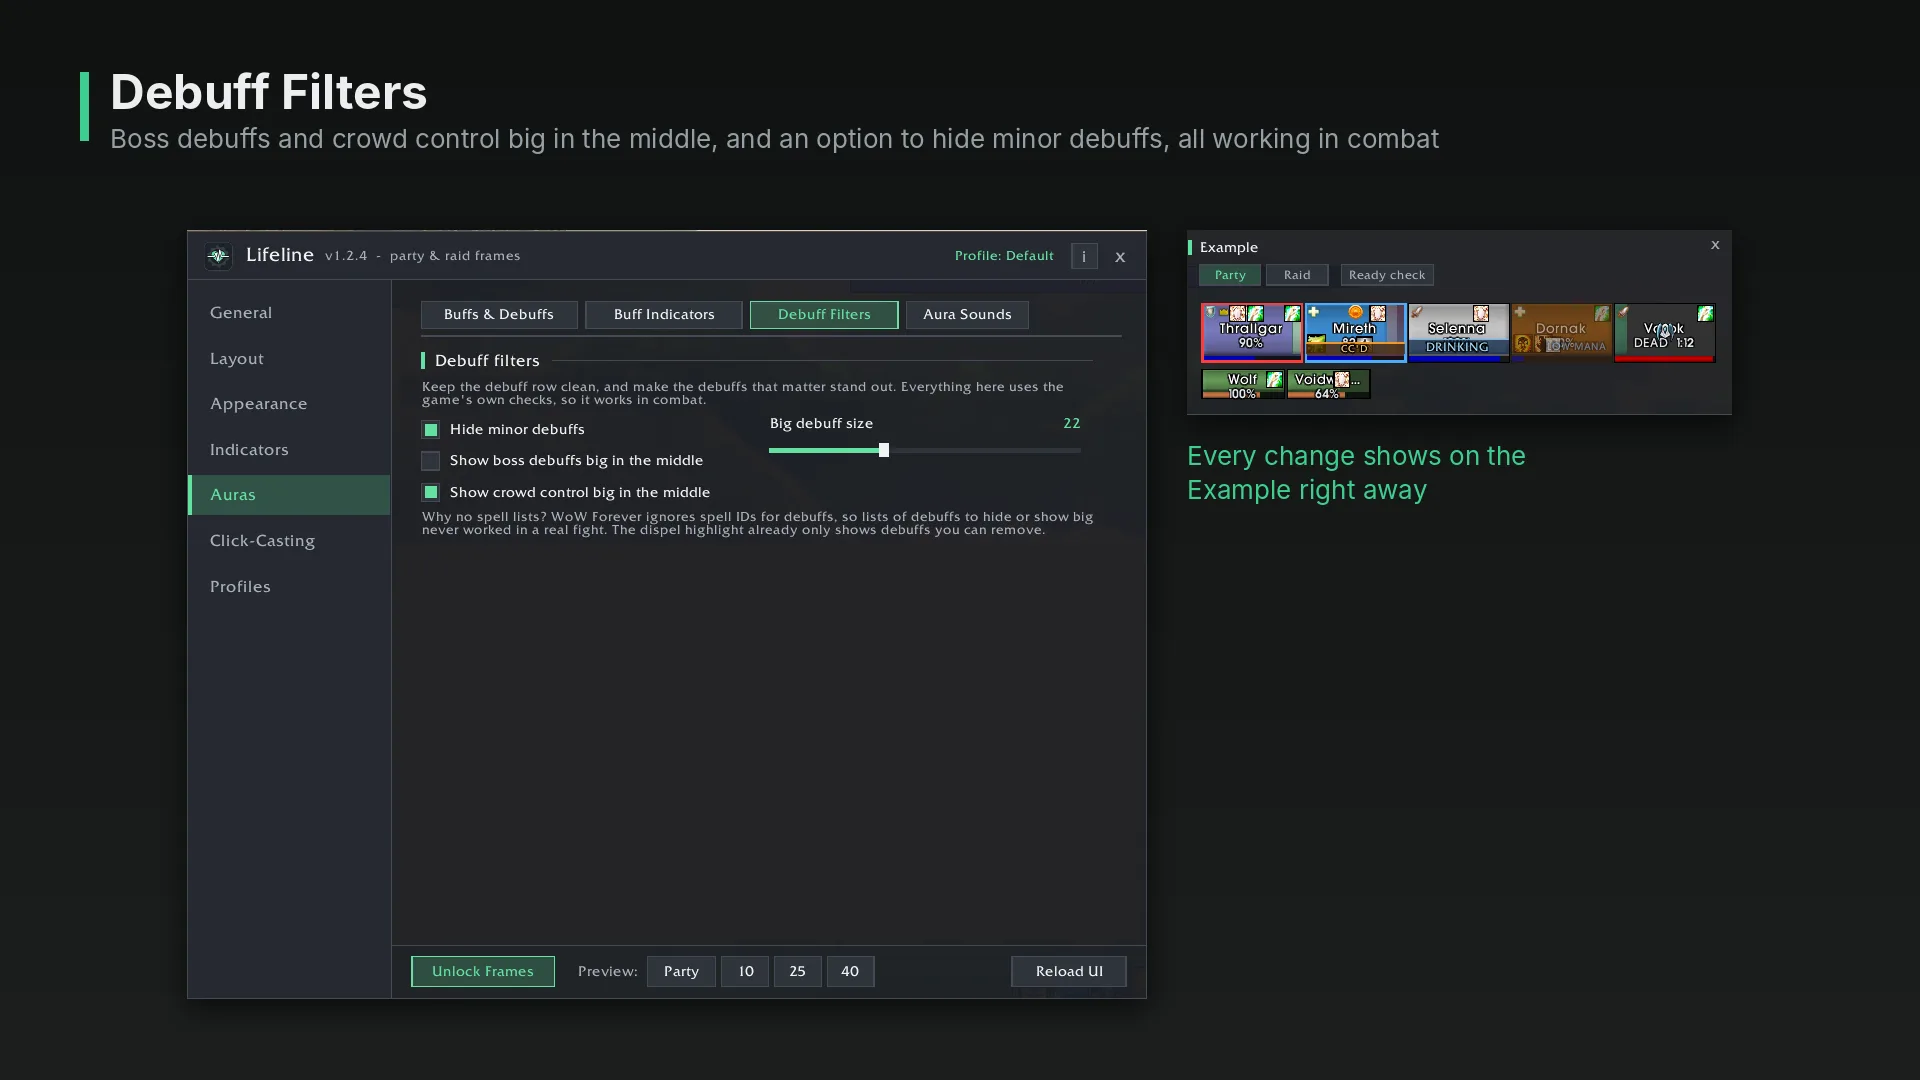 Debuff Filters
Boss debuffs and crowd control big in the middle, and an option to hide minor debuffs, all working in combat
Lifeline v1.2.4 - party & raid frames
Profile: Default
i
x
General
Layout
Appearance
Indicators
Auras
Click-Casting
Profiles
Buffs & Debuffs
Buff Indicators
Debuff Filters
Aura Sounds
Debuff filters
Keep the debuff row clean, and make the debuffs that matter stand out. Everything here uses the
game's own checks, so it works in combat.
Hide minor debuffs
Big debuff size
22
Show boss debuffs big in the middle
Show crowd control big in the middle
Why no spell lists? WoW Forever ignores spell IDs for debuffs, so lists of debuffs to hide or show big
never worked in a real fight. The dispel highlight already only shows debuffs you can remove.
Unlock Frames
Preview:
Party
10
25
40
Reload UI
Example
x
Party
Raid
Ready check
Thrallgar
90%
Mireth
CC'D
Selenna
DRINKING
Dornak
DEAD 1:12
Wolf
100%
64%
Every change shows on the
Example right away